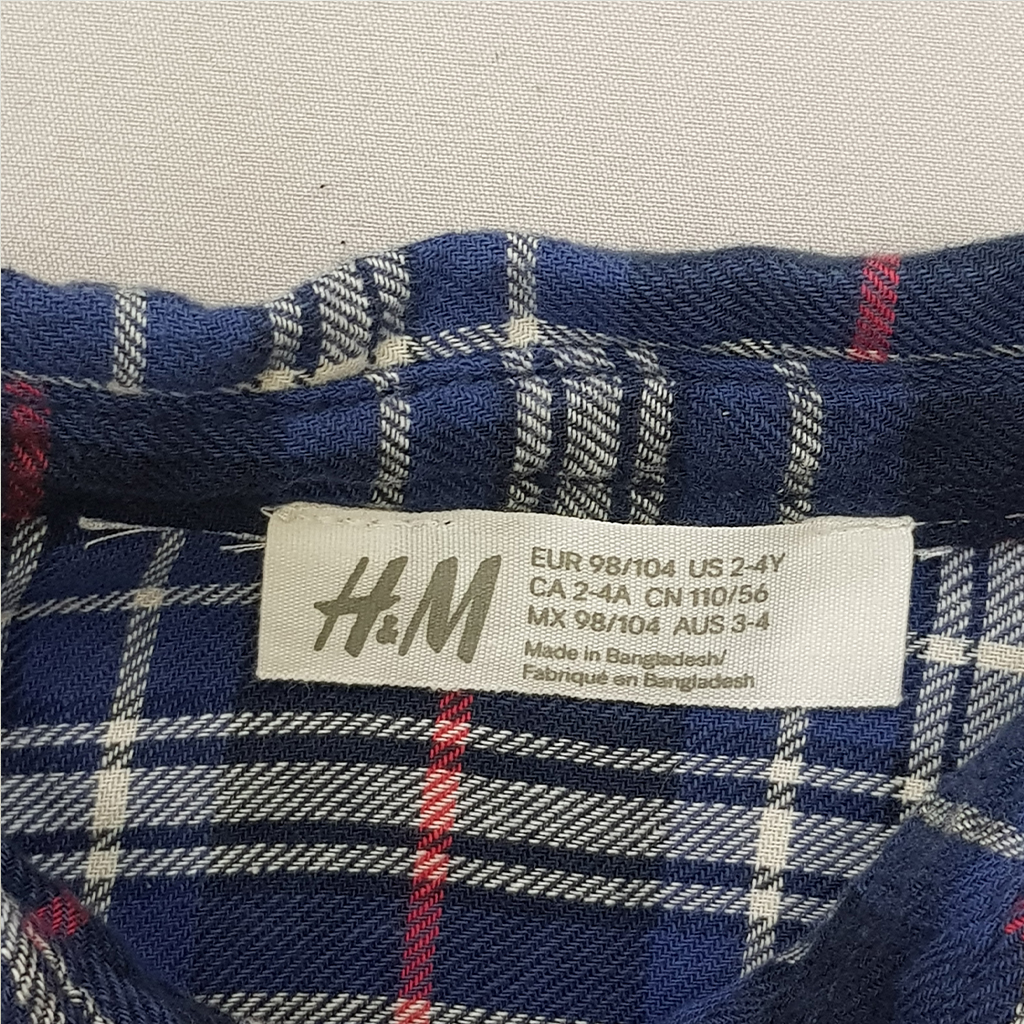 H&M
EUR 98/104 US 2-4Y
CA 2-4A CN 110/56
MX 98/104 AUS 3-4
Made in Bangladesh/
Fabriqué en Bangladesh